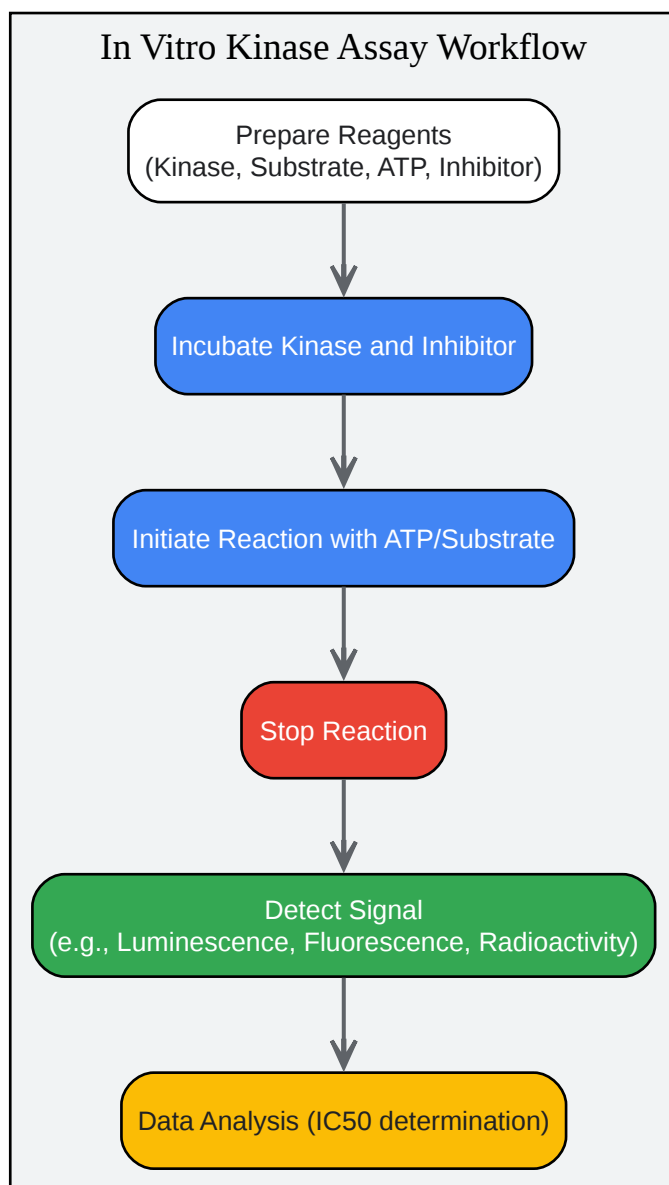 In Vitro Kinase Assay Workflow
Prepare Reagents
(Kinase, Substrate, ATP, Inhibitor)
Incubate Kinase and Inhibitor
Initiate Reaction with ATP/Substrate
Stop Reaction
Detect Signal
(e.g., Luminescence, Fluorescence, Radioactivity)
Data Analysis (IC50 determination)